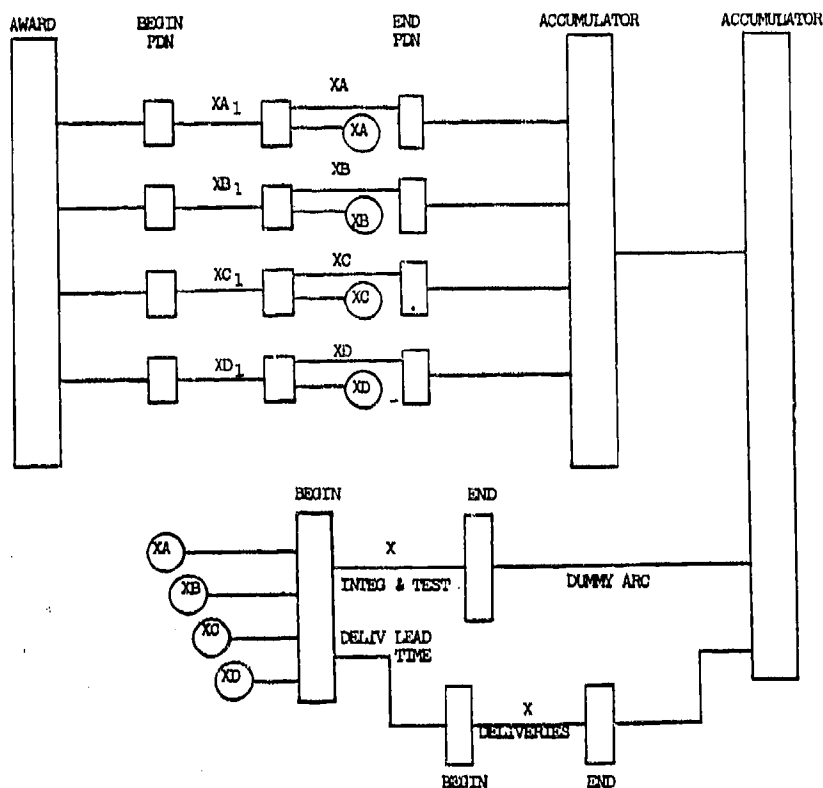 AWARD
BEGIN
PDN
END
PDN
ACCUMULATOR
ACCUMULATOR
XA1
XA
XA
XB1
XB
XB
XC1
XC
XC
XD1
XD
XD
BEGIN
END
XA
XB
XC
XD
X
INTEG & TEST
DUMMY ARC
DELIV LEAD
TIME
X
DELIVERIES
BEGIN
END